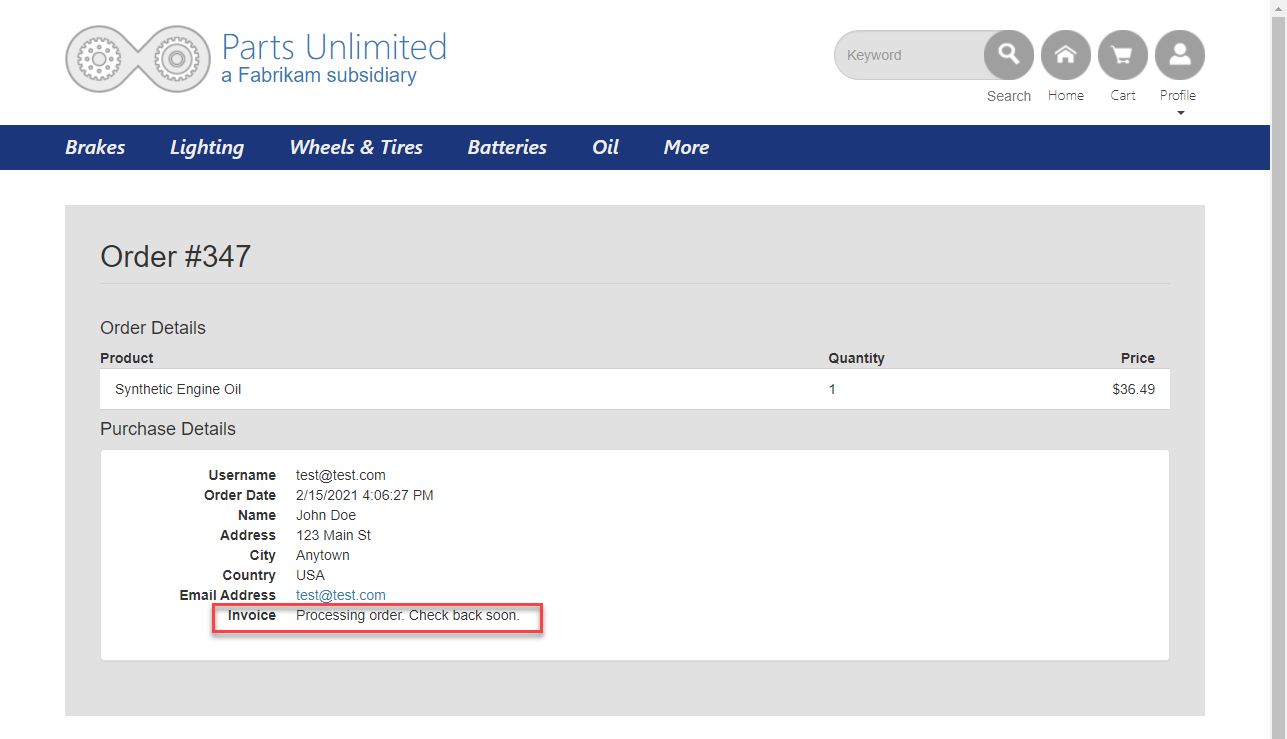 Parts Unlimited
a Fabrikam subsidiary
Keyword
Search Home Cart Profile
Brakes Lighting Wheels & Tires Batteries Oil More
Order #347
Order Details
Product Quantity Price
Synthetic Engine Oil 1 $36.49
Purchase Details
Username test@test.com
Order Date 2/15/2021 4:06:27 PM
Name John Doe
Address 123 Main St
City Anytown
Country USA
Email Address test@test.com
Invoice Processing order. Check back soon.